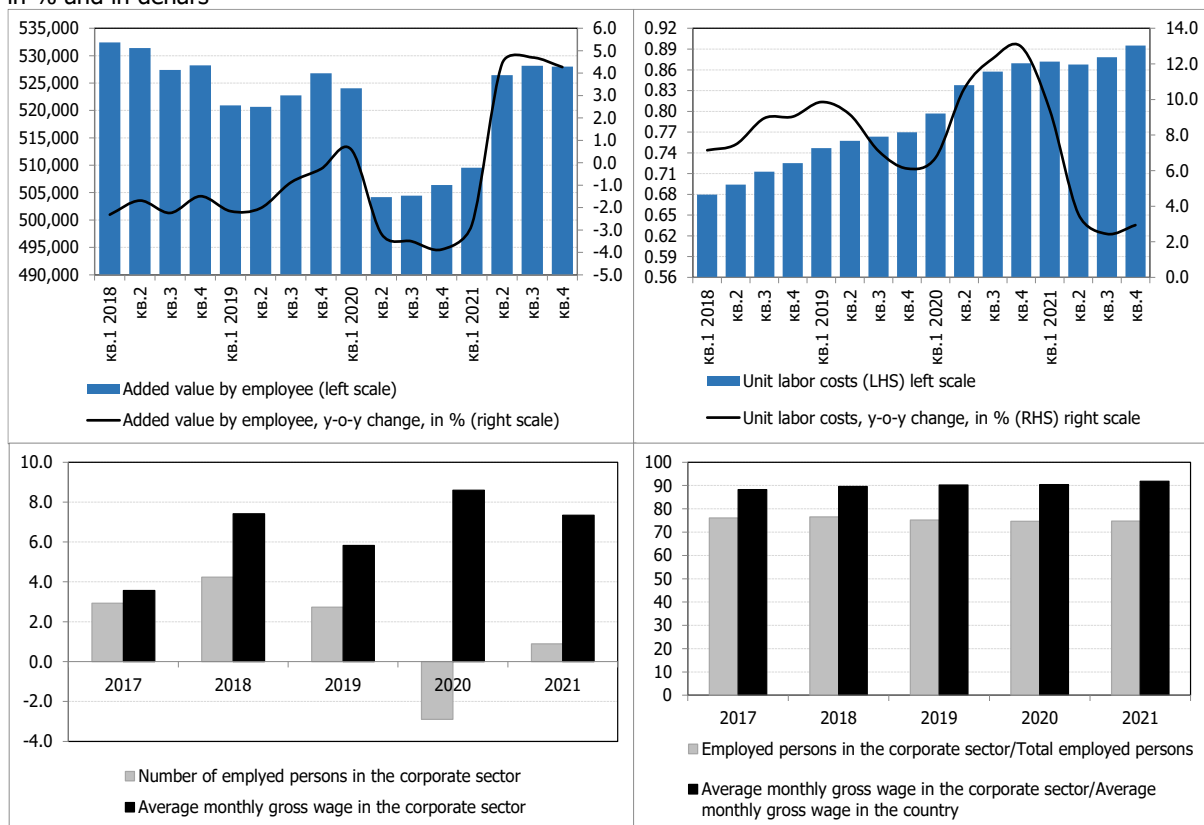 in % and in denars
535,000
530,000
525,000
520,000
515,000
510,000
505,000
500,000
495,000
490,000
6.0
5.0
4.0
3.0
2.0
1.0
0.0
-1.0
-2.0
-3.0
-4.0
-5.0
кв.1 2018
кв.2
кв.3
кв.4
кв.1 2019
кв.2
кв.3
кв.4
кв.1 2020
кв.2
кв.3
кв.4
кв.1 2021
кв.2
кв.3
кв.4
Added value by employee (left scale)
Added value by employee, y-o-y change, in % (right scale)
0.92
0.89
0.86
0.83
0.80
0.77
0.74
0.71
0.68
0.65
0.62
0.59
0.56
14.0
12.0
10.0
8.0
6.0
4.0
2.0
0.0
кв.1 2018
кв.2
кв.3
кв.4
кв.1 2019
кв.2
кв.3
кв.4
кв.1 2020
кв.2
кв.3
кв.4
кв.1 2021
кв.2
кв.3
кв.4
Unit labor costs (LHS) left scale
Unit labor costs, y-o-y change, in % (RHS) right scale
10.0
8.0
6.0
4.0
2.0
0.0
-2.0
-4.0
2017
2018
2019
2020
2021
Number of emplyed persons in the corporate sector
Average monthly gross wage in the corporate sector
100
90
80
70
60
50
40
30
20
10
0
2017
2018
2019
2020
2021
Employed persons in the corporate sector/Total employed persons
Average monthly gross wage in the corporate sector/Average
monthly gross wage in the country